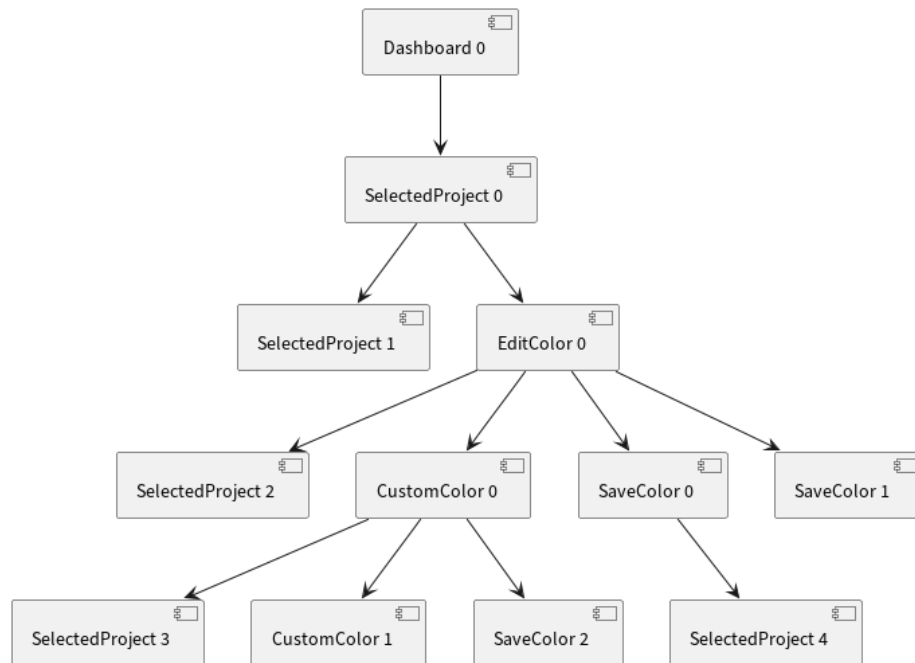 Dashboard 0
SelectedProject 0
SelectedProject 1
EditColor 0
SelectedProject 2
CustomColor 0
SaveColor 0
SaveColor 1
SelectedProject 3
CustomColor 1
SaveColor 2
SelectedProject 4